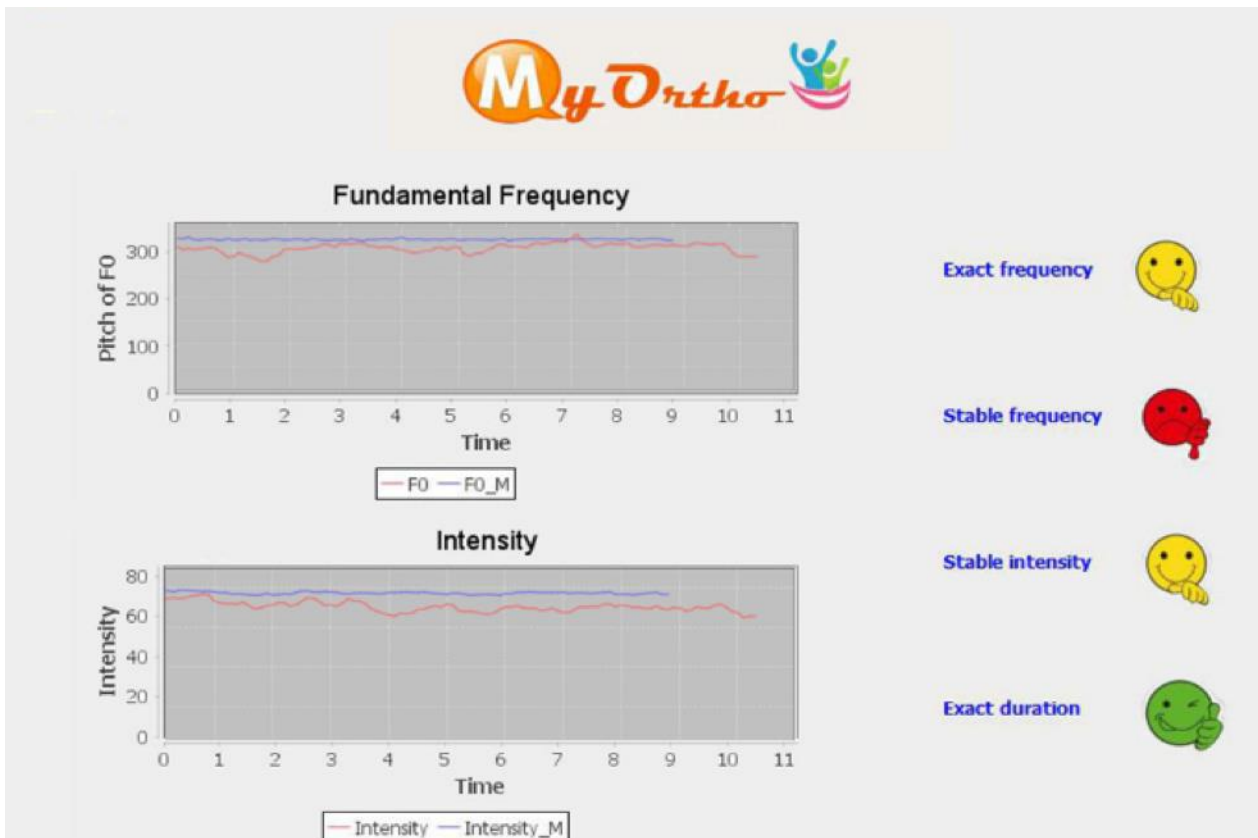 My Ortho
Fundamental Frequency
Pitch of F0
300
200
100
0
0 1 2 3 4 5 6 7 8 9 10 11
Time
F0 F0_M
Intensity
Intensity
80
60
40
20
0
0 1 2 3 4 5 6 7 8 9 10 11
Time
Intensity Intensity_M
Exact frequency
Stable frequency
Stable intensity
Exact duration